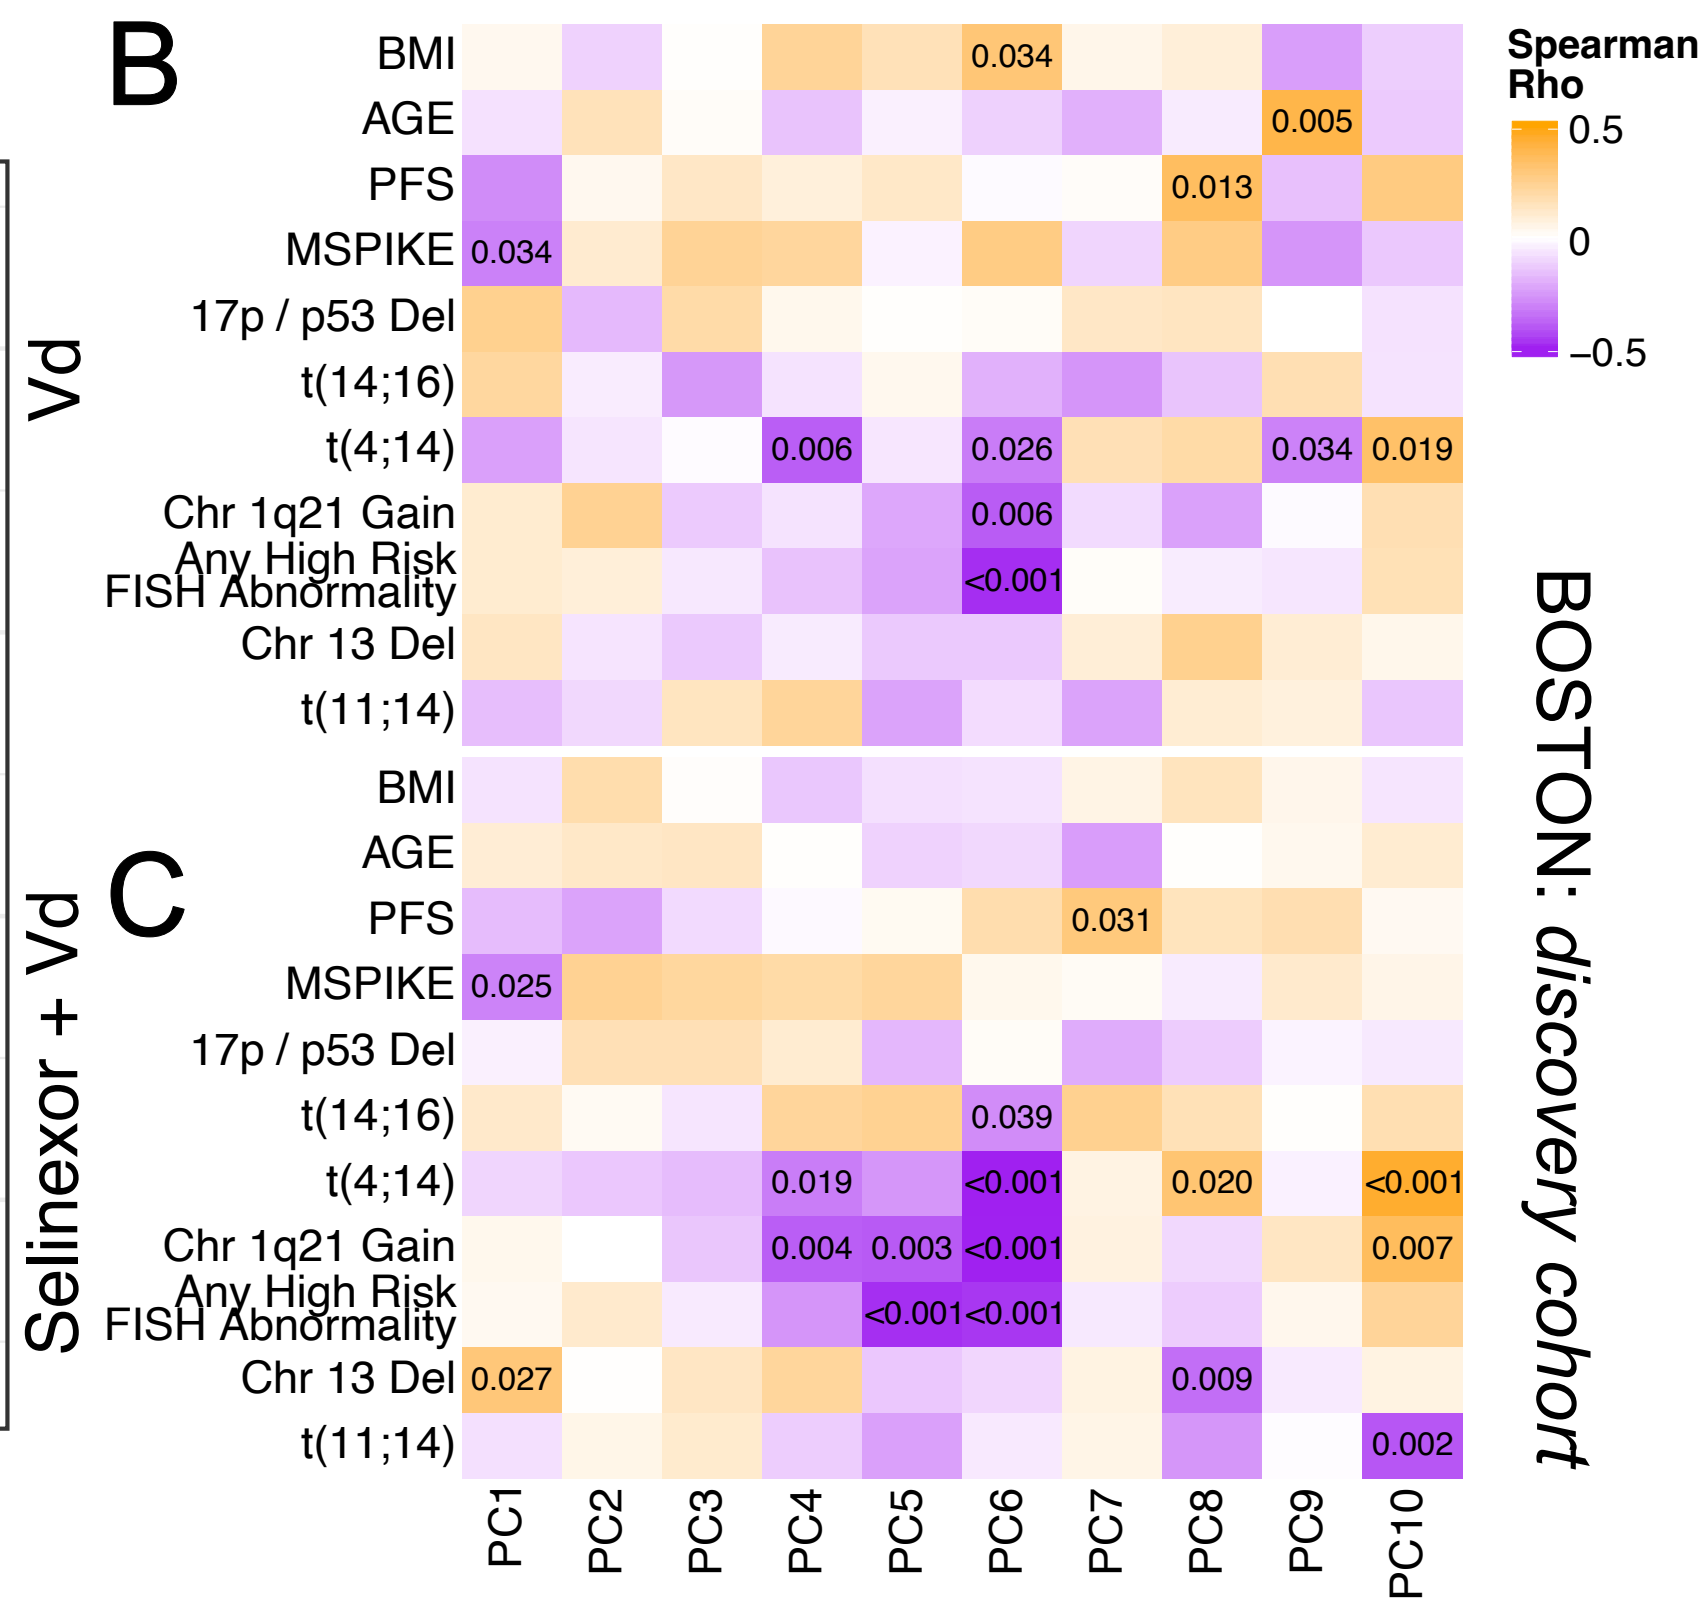 B
Vd
BMI 0.034
AGE 0.005
PFS 0.013
MSPIKE 0.034
17p / p53 Del
t(14;16)
t(4;14) 0.006 0.026 0.034 0.019
Chr 1q21 Gain 0.006
Any High Risk
FISH Abnormality <0.001
Chr 13 Del
t(11;14)
C
Selinexor + Vd
BMI
AGE
PFS 0.031
MSPIKE 0.025
17p / p53 Del
t(14;16) 0.039
t(4;14) 0.019 <0.001 0.020 <0.001
Chr 1q21 Gain 0.004 0.003 <0.001 0.007
Any High Risk
FISH Abnormality <0.001 <0.001
Chr 13 Del 0.027 0.009
t(11;14) 0.002
PC1 PC2 PC3 PC4 PC5 PC6 PC7 PC8 PC9 PC10
Spearman
Rho
0.5
0
−0.5
BOSTON: discovery cohort